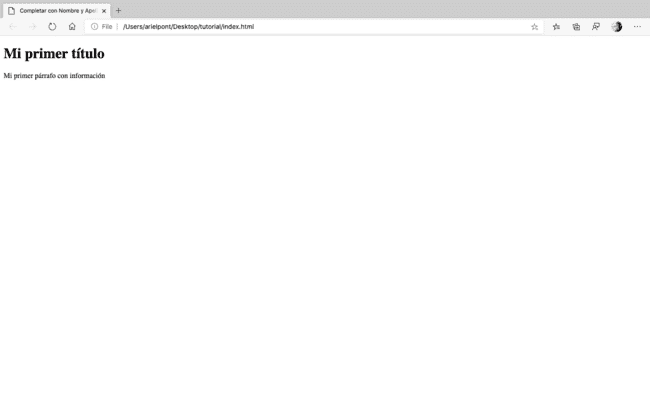 Completar con Nombre y Ape
File
/Users/arielpont/Desktop/tutorial/index.html
Mi primer título
Mi primer párrafo con información